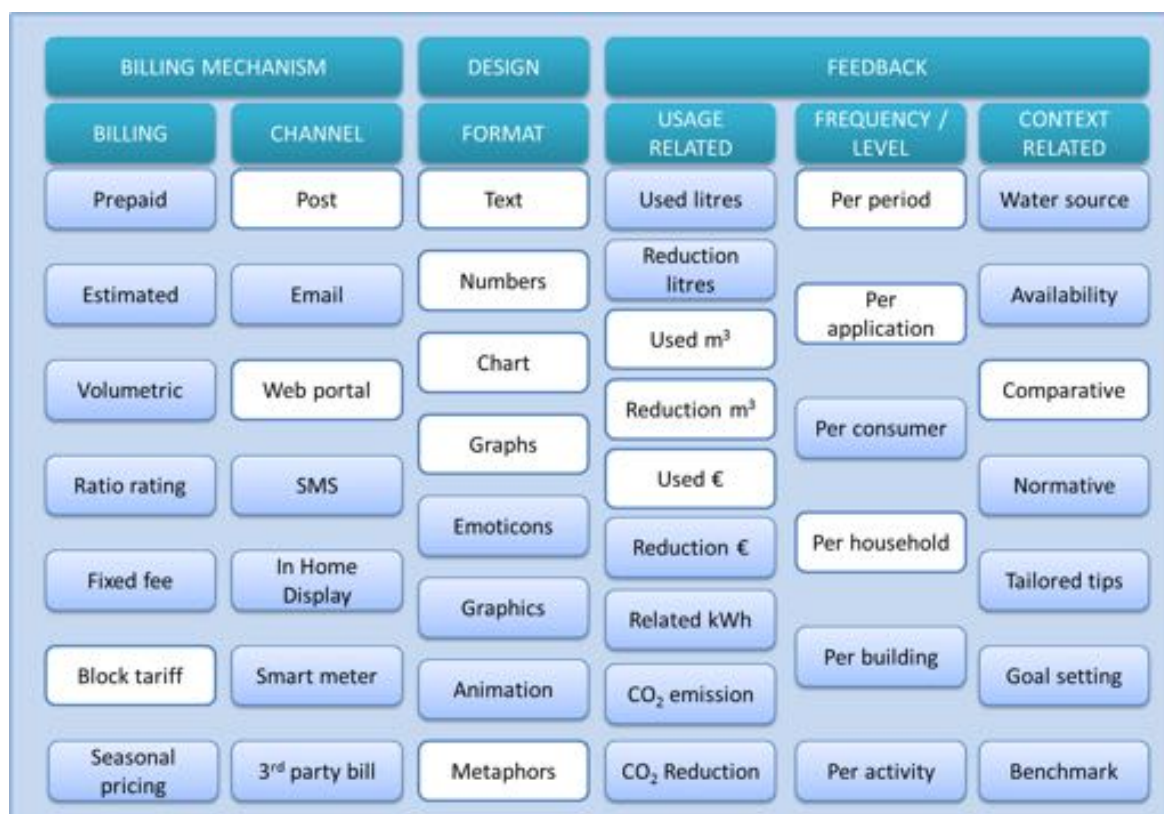 BILLING MECHANISM
DESIGN
FEEDBACK
BILLING
CHANNEL
FORMAT
USAGE
RELATED
FREQUENCY /
LEVEL
CONTEXT
RELATED
Prepaid
Estimated
Volumetric
Ratio rating
Fixed fee
Block tariff
Seasonal
pricing
Post
Email
Web portal
SMS
In Home
Display
Smart meter
3rd party bill
Text
Numbers
Chart
Graphs
Emoticons
Graphics
Animation
Metaphors
Used litres
Reduction
litres
Used m³
Reduction m³
Used €
Reduction €
Related kWh
CO₂ emission
CO₂ Reduction
Per period
Per
application
Per consumer
Per household
Per building
Per activity
Water source
Availability
Comparative
Normative
Tailored tips
Goal setting
Benchmark